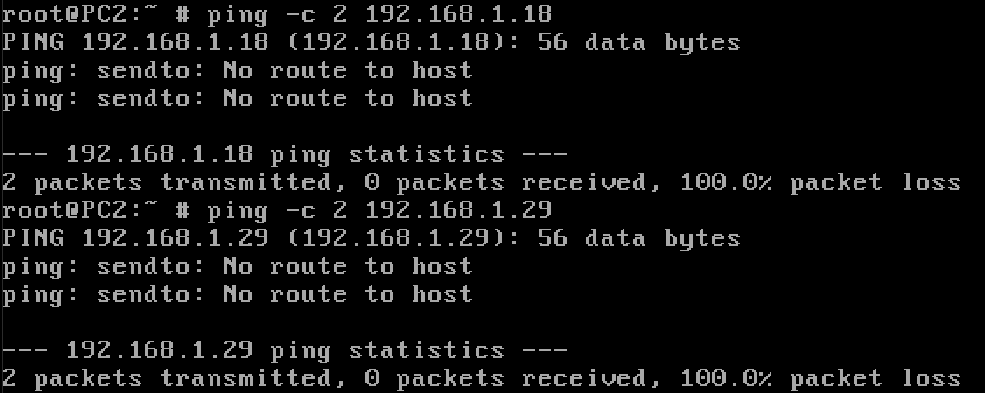 root@PC2:~ # ping -c 2 192.168.1.18
PING 192.168.1.18 (192.168.1.18): 56 data bytes
ping: sendto: No route to host
ping: sendto: No route to host

--- 192.168.1.18 ping statistics ---
2 packets transmitted, 0 packets received, 100.0% packet loss
root@PC2:~ # ping -c 2 192.168.1.29
PING 192.168.1.29 (192.168.1.29): 56 data bytes
ping: sendto: No route to host
ping: sendto: No route to host

--- 192.168.1.29 ping statistics ---
2 packets transmitted, 0 packets received, 100.0% packet loss